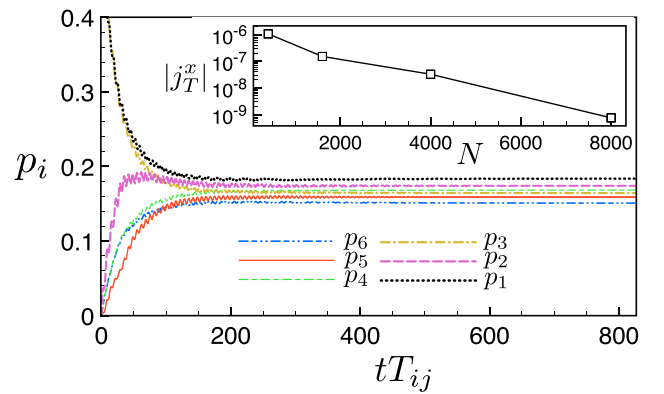 0.4
0.3
0.2
0.1
0
p_i
|j_T^x|
10^-6
10^-7
10^-8
10^-9
2000 4000 6000 8000
N
p_6 p_3
p_5 p_2
p_4 p_1
0 200 400 600 800
tT_ij